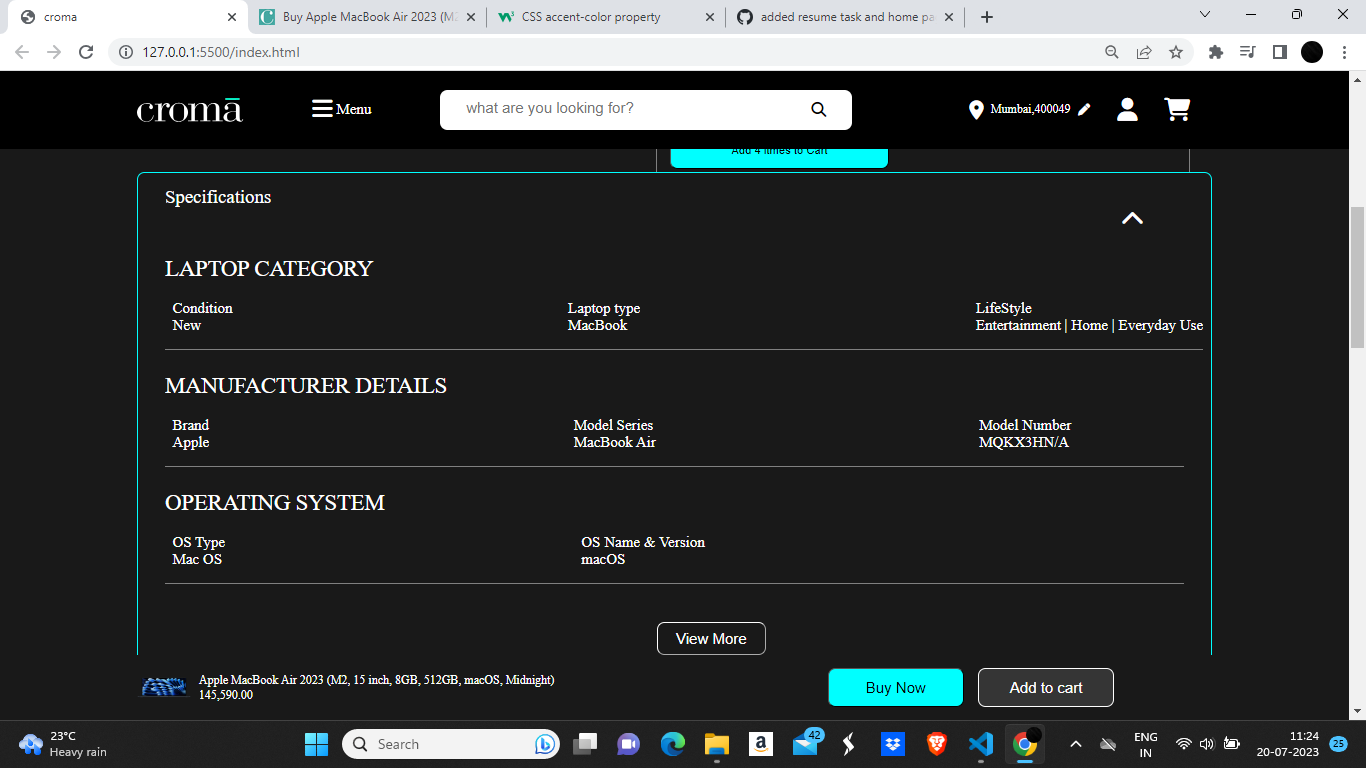 croma
Buy Apple MacBook Air 2023 (M2
CSS accent-color property
added resume task and home pa
127.0.0.1:5500/index.html
cromā
Menu
what are you looking for?
Mumbai,400049
Add 4 itmes to Cart
Specifications
LAPTOP CATEGORY
Condition Laptop type LifeStyle
New MacBook Entertainment | Home | Everyday Use
MANUFACTURER DETAILS
Brand Model Series Model Number
Apple MacBook Air MQKX3HN/A
OPERATING SYSTEM
OS Type OS Name & Version
Mac OS macOS
View More
Apple MacBook Air 2023 (M2, 15 inch, 8GB, 512GB, macOS, Midnight)
145,590.00
Buy Now
Add to cart
23°C
Heavy rain
Search
42
ENG
IN
11:24
20-07-2023
25